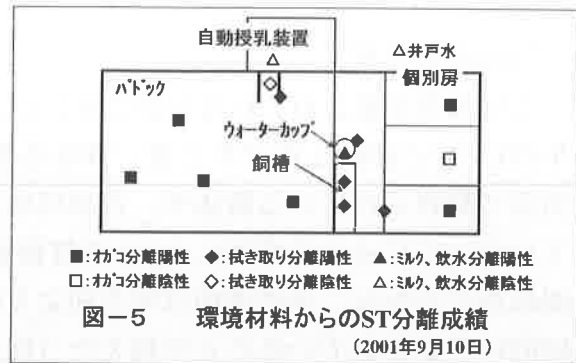 自動授乳装置
△井戸水
パドック
個別房
ウォーターカップ
飼槽
■:オガコ分離陽性 ◆:拭き取り分離陽性 ▲:ミルク、飲水分離陽性
□:オガコ分離陰性 ◇:拭き取り分離陰性 △:ミルク、飲水分離陰性
図－5 環境材料からのST分離成績
(2001年9月10日)